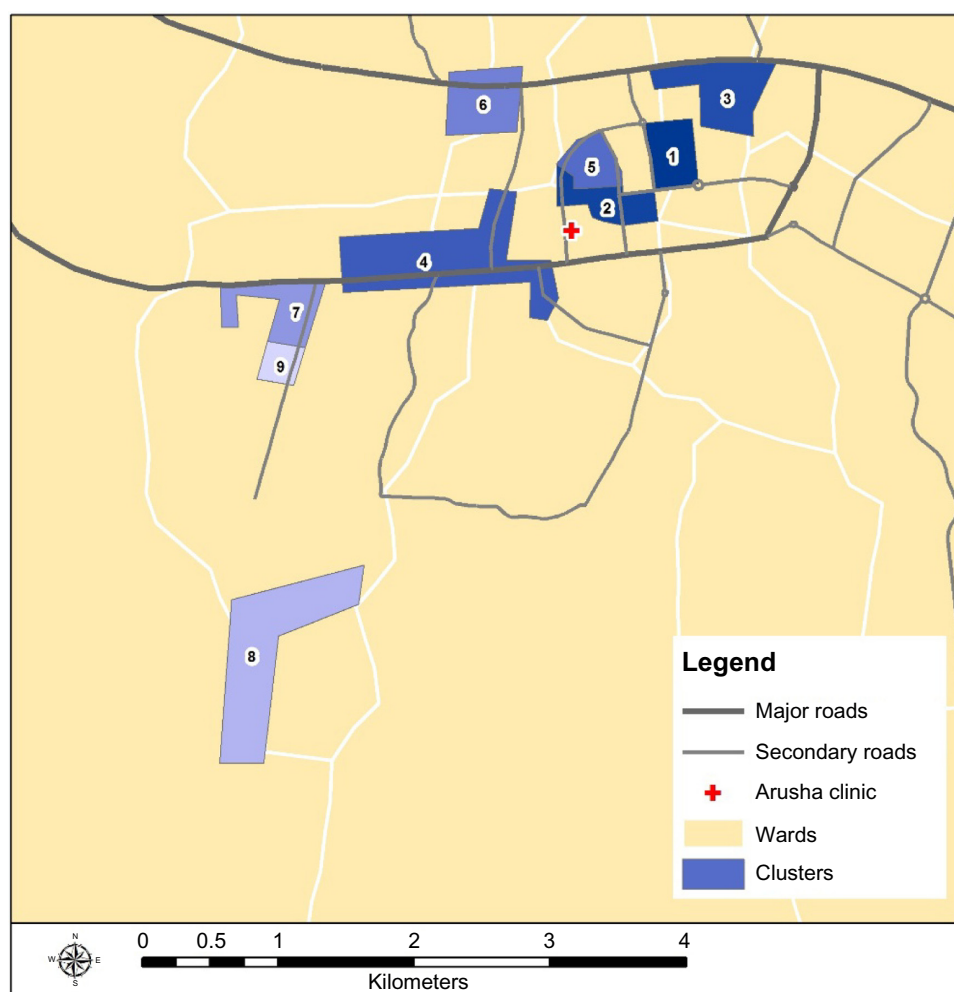 6
3
1
5
2
4
7
9
8
Legend
Major roads
Secondary roads
Arusha clinic
Wards
Clusters
N
W E
S
0 0.5 1 2 3 4
Kilometers